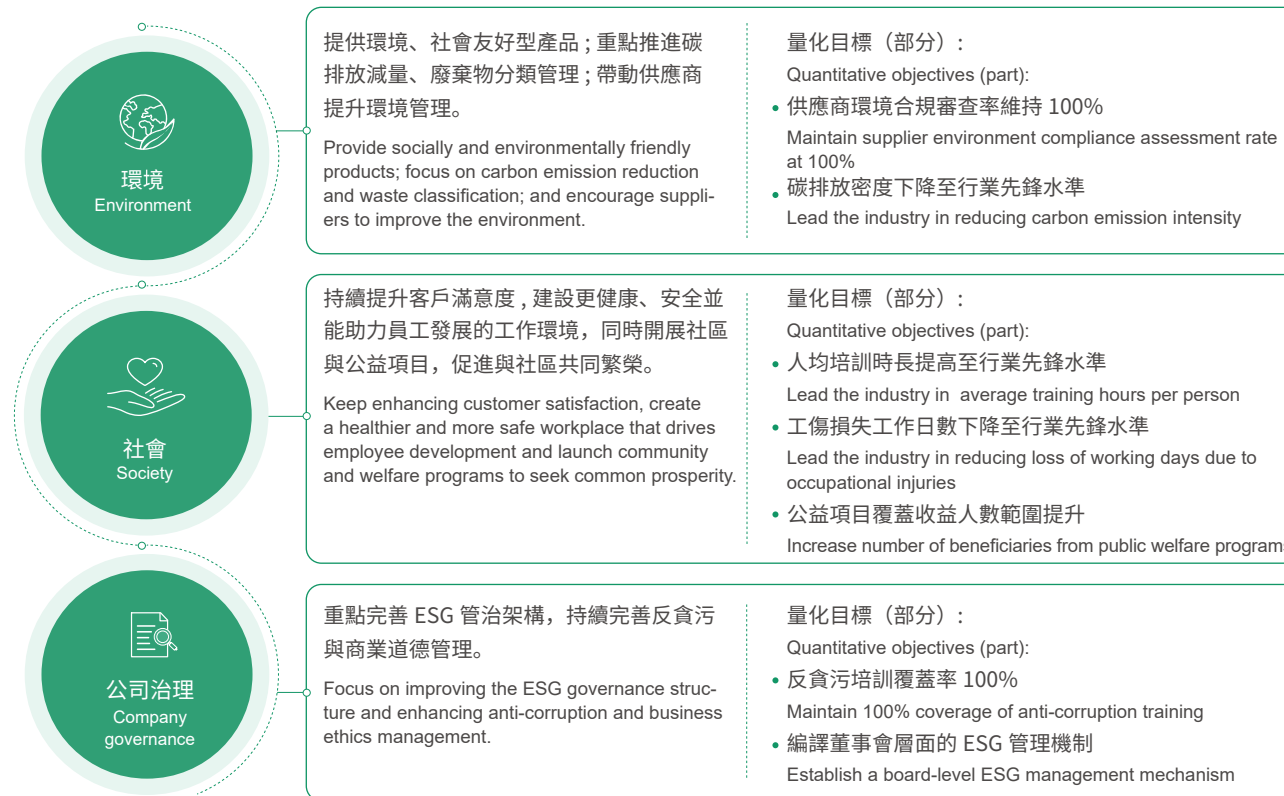 環境
Environment
提供環境、社會友好型產品 ; 重點推進碳
排放減量、廢棄物分類管理 ; 帶動供應商
提升環境管理。
Provide socially and environmentally friendly
products; focus on carbon emission reduction
and waste classification; and encourage suppli-
ers to improve the environment.
量化目標（部分）:
Quantitative objectives (part):
• 供應商環境合規審查率維持 100%
Maintain supplier environment compliance assessment rate
at 100%
• 碳排放密度下降至行業先鋒水準
Lead the industry in reducing carbon emission intensity
社會
Society
持續提升客戶滿意度 , 建設更健康、安全並
能助力員工發展的工作環境，同時開展社區
與公益項目，促進與社區共同繁榮。
Keep enhancing customer satisfaction, create
a healthier and more safe workplace that drives
employee development and launch community
and welfare programs to seek common prosperity.
量化目標（部分）:
Quantitative objectives (part):
• 人均培訓時長提高至行業先鋒水準
Lead the industry in average training hours per person
• 工傷損失工作日數下降至行業先鋒水準
Lead the industry in reducing loss of working days due to
occupational injuries
• 公益項目覆蓋收益人數範圍提升
Increase number of beneficiaries from public welfare programs
公司治理
Company
governance
重點完善 ESG 管治架構，持續完善反貪污
與商業道德管理。
Focus on improving the ESG governance struc-
ture and enhancing anti-corruption and business
ethics management.
量化目標（部分）:
Quantitative objectives (part):
• 反貪污培訓覆蓋率 100%
Maintain 100% coverage of anti-corruption training
• 編譯董事會層面的 ESG 管理機制
Establish a board-level ESG management mechanism